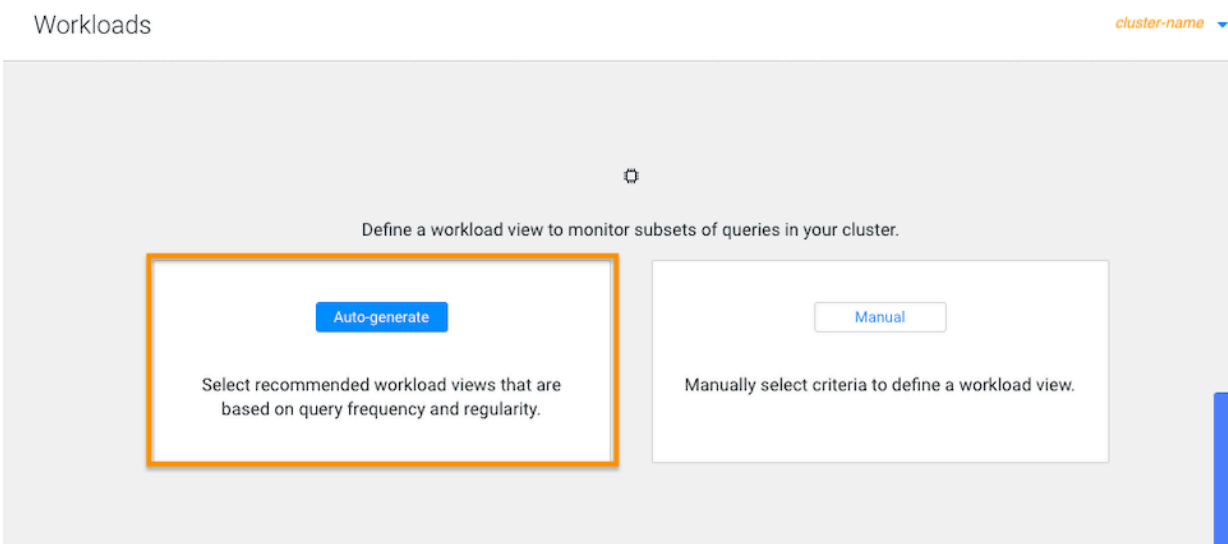 Workloads
cluster-name
Define a workload view to monitor subsets of queries in your cluster.
Auto-generate
Select recommended workload views that are
based on query frequency and regularity.
Manual
Manually select criteria to define a workload view.